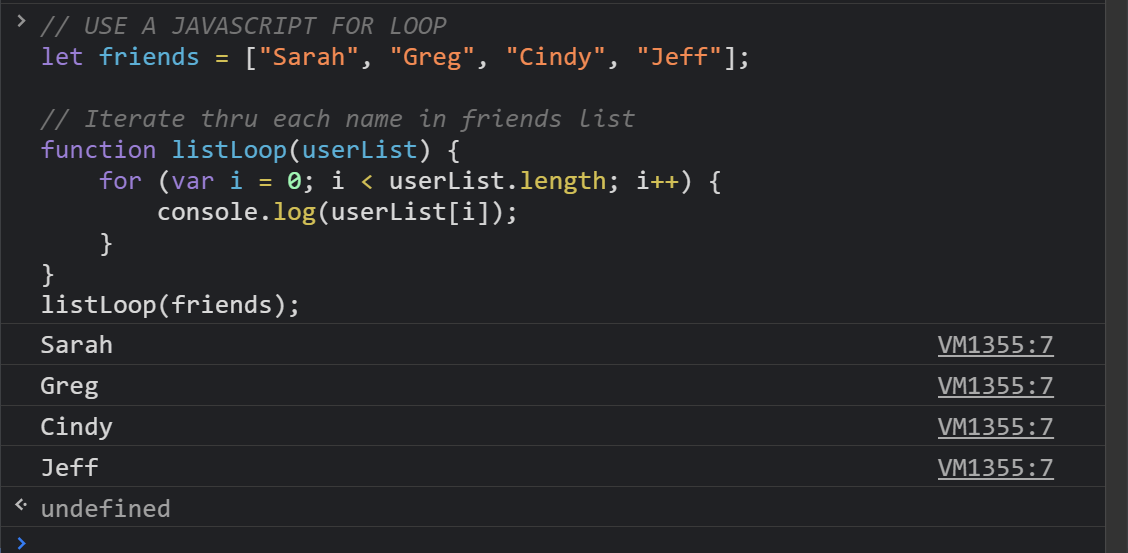 // USE A JAVASCRIPT FOR LOOP
let friends = ["Sarah", "Greg", "Cindy", "Jeff"];
// Iterate thru each name in friends list
function listLoop(userList) {
    for (var i = 0; i < userList.length; i++) {
        console.log(userList[i]);
    }
}
listLoop(friends);
Sarah VM1355:7
Greg VM1355:7
Cindy VM1355:7
Jeff VM1355:7
undefined